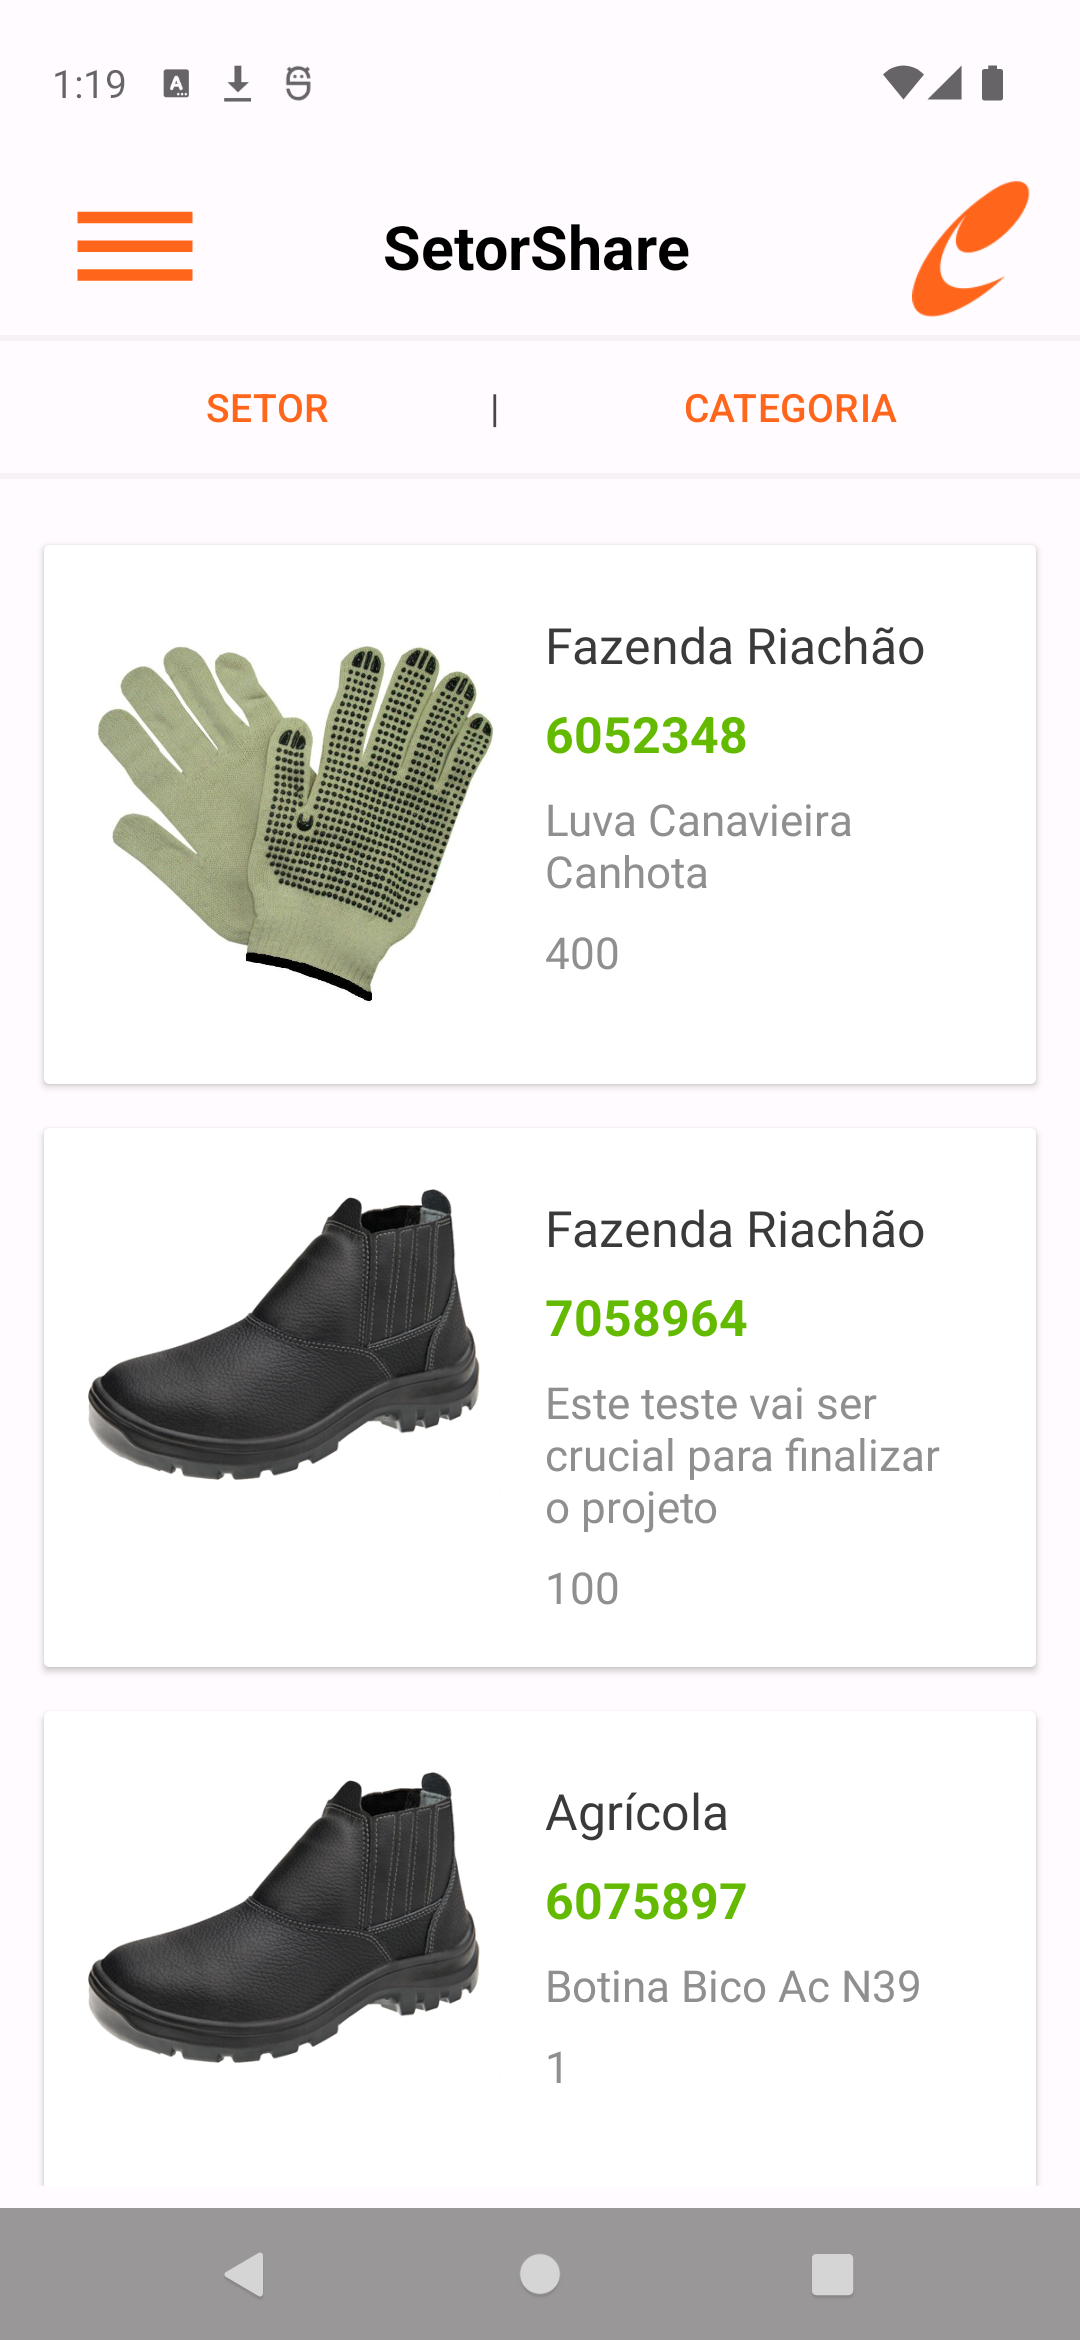 1:19
SetorShare
SETOR | CATEGORIA
Fazenda Riachão
6052348
Luva Canavieira
Canhota
400
Fazenda Riachão
7058964
Este teste vai ser
crucial para finalizar
o projeto
100
Agrícola
6075897
Botina Bico Ac N39
1